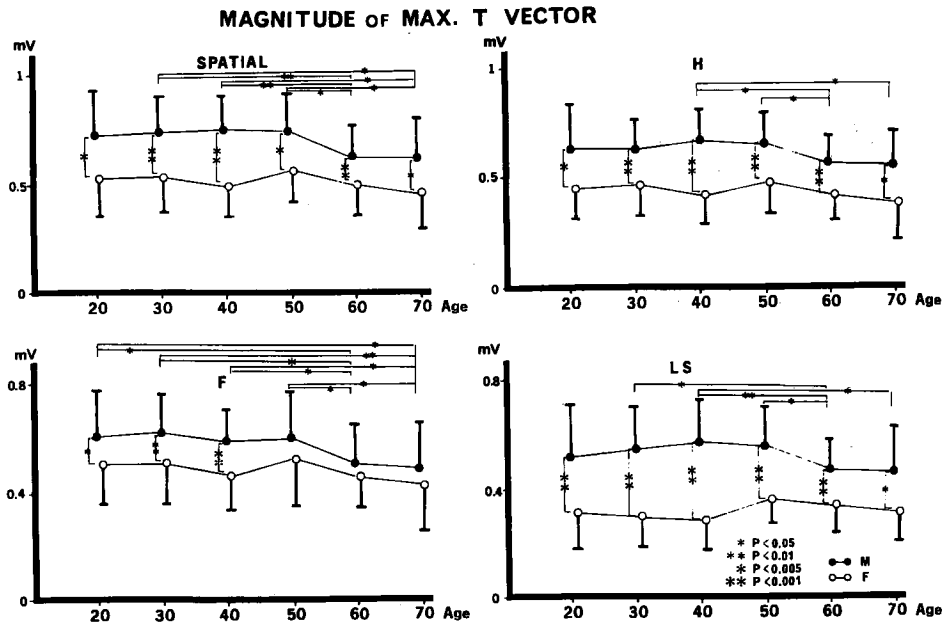 MAGNITUDE OF MAX. T VECTOR
mV
SPATIAL
1
0.5
0
20 30 40 50 60 70 Age
mV
H
1
0.5
0
20 30 40 50 60 70 Age
mV
F
0.8
0.4
0
20 30 40 50 60 70 Age
mV
LS
0.8
0.4
0
* P<0.05
** P<0.01
* P<0.005
** P<0.001
M
F
20 30 40 50 60 70 Age